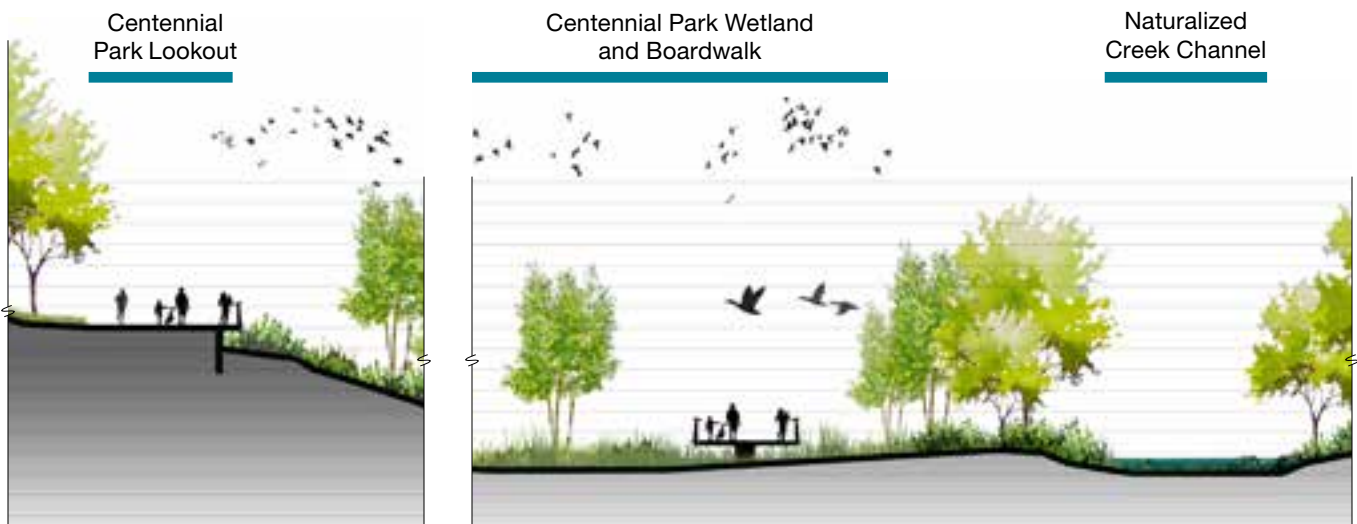 Centennial
Park Lookout
Centennial Park Wetland
and Boardwalk
Naturalized
Creek Channel